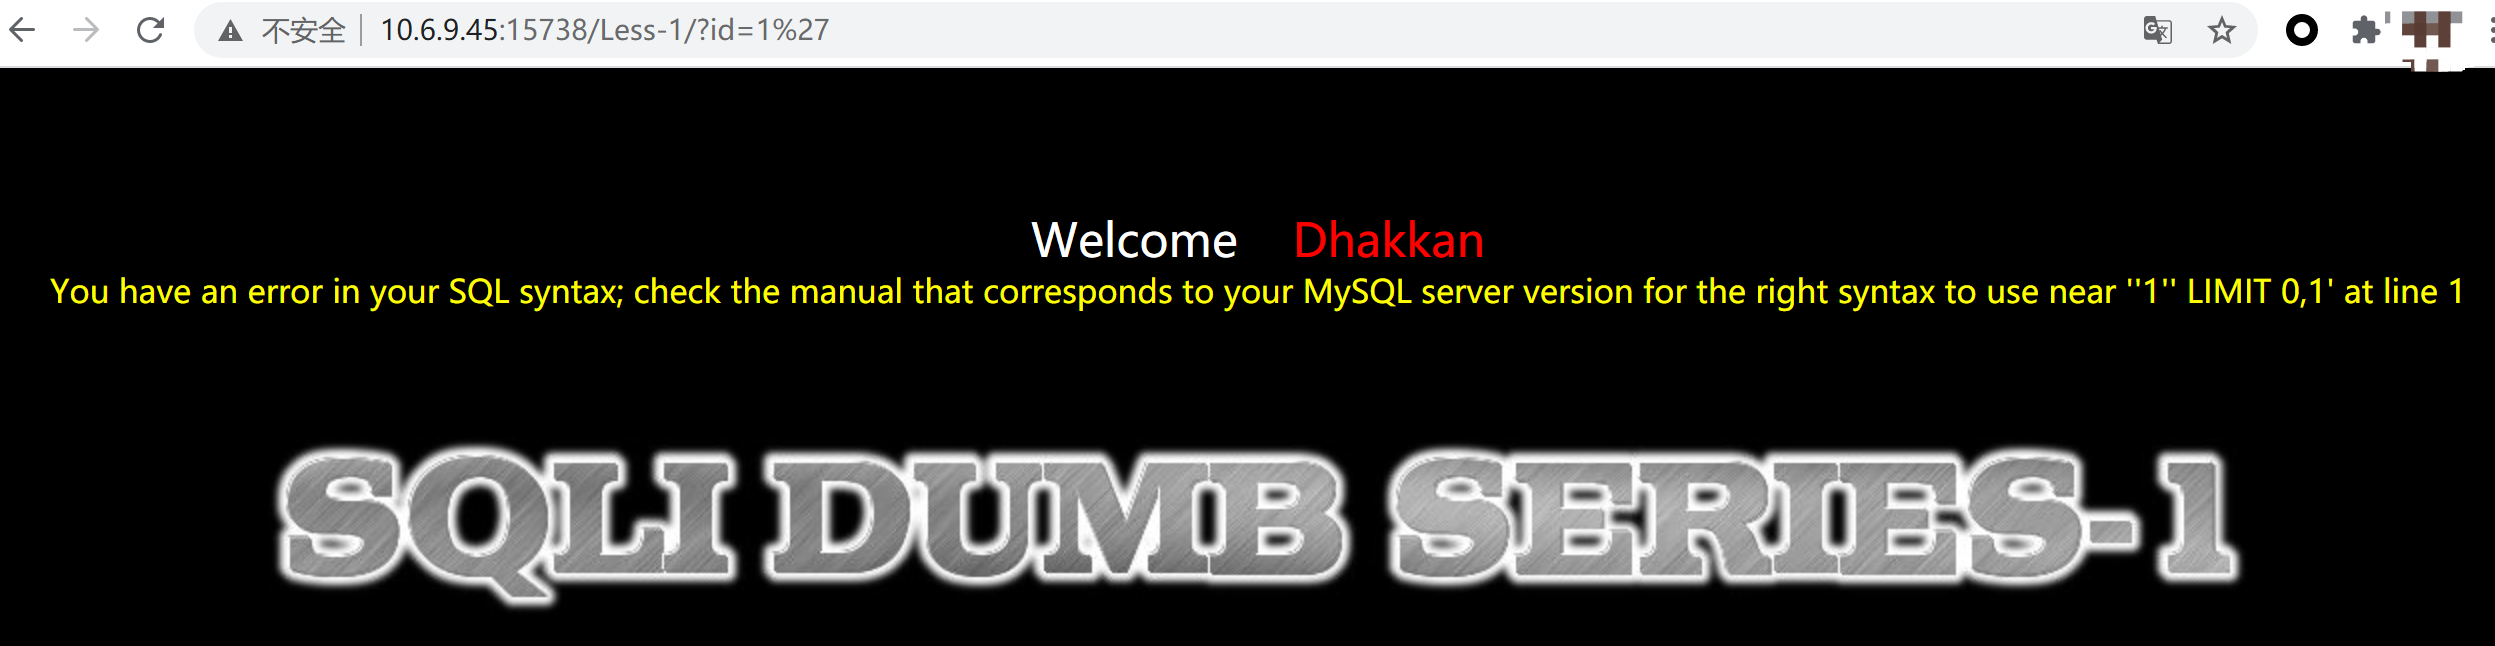 不安全 10.6.9.45:15738/Less-1/?id=1%27
Welcome Dhakkan
You have an error in your SQL syntax; check the manual that corresponds to your MySQL server version for the right syntax to use near ''1'' LIMIT 0,1' at line 1
SQLI DUMB SERIES-1